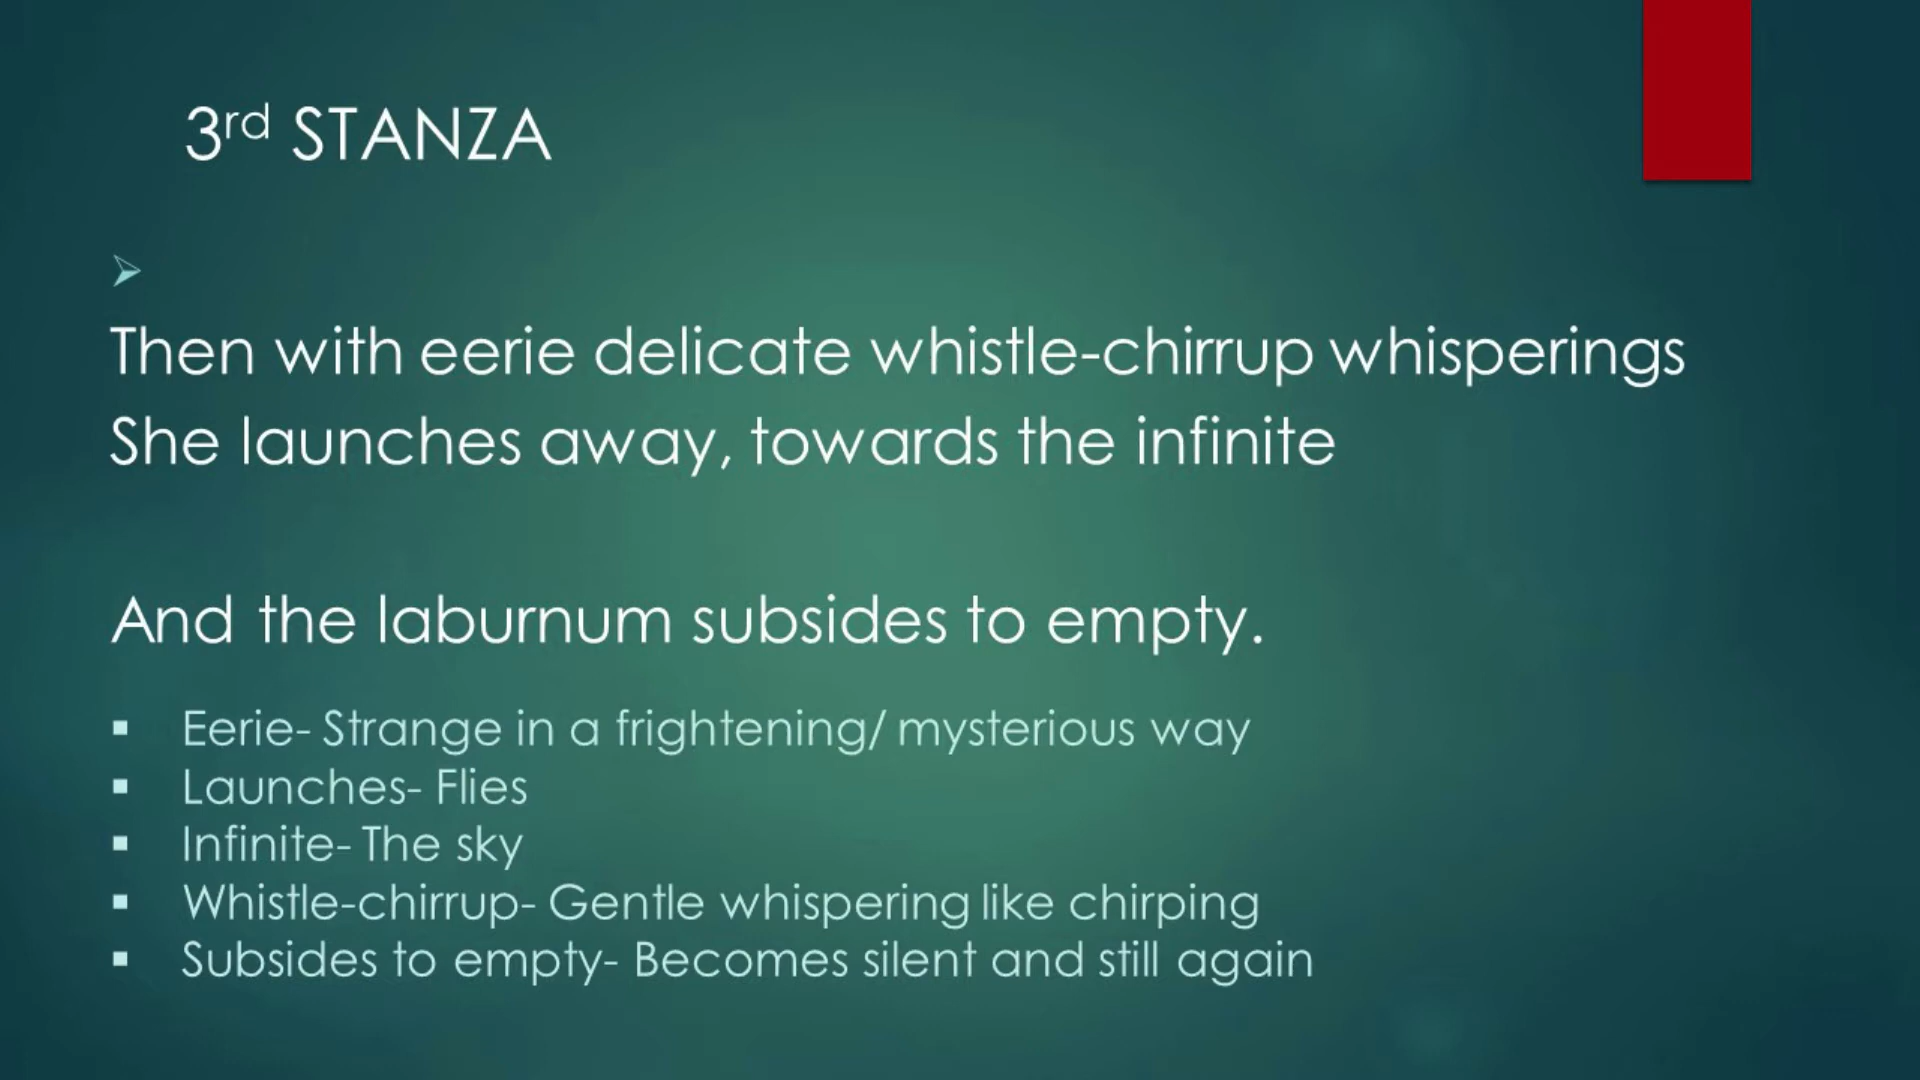 3rd STANZA
Then with eerie delicate whistle-chirrup whisperings
She launches away, towards the infinite
And the laburnum subsides to empty.
Eerie- Strange in a frightening/ mysterious way
Launches- Flies
Infinite- The sky
Whistle-chirrup- Gentle whispering like chirping
Subsides to empty- Becomes silent and still again